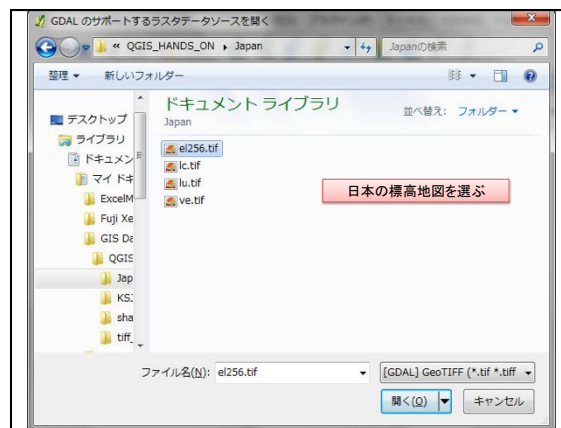 GDAL のサポートするラスタデータソースを開く
« QGIS_HANDS_ON ▸ Japan
Japanの検索
整理 ▼ 新しいフォルダー
デスクトップ
ライブラリ
ドキュメン
マイ ドキ
ExcelM
Fuji Xe
GIS Da
QGIS
Jap
KSJ
sha
tiff_
ドキュメント ライブラリ
Japan
並べ替え: フォルダー ▼
el256.tif
lc.tif
lu.tif
ve.tif
日本の標高地図を選ぶ
ファイル名(N): el256.tif
[GDAL] GeoTIFF (*.tif *.tiff
開く(O)
キャンセル